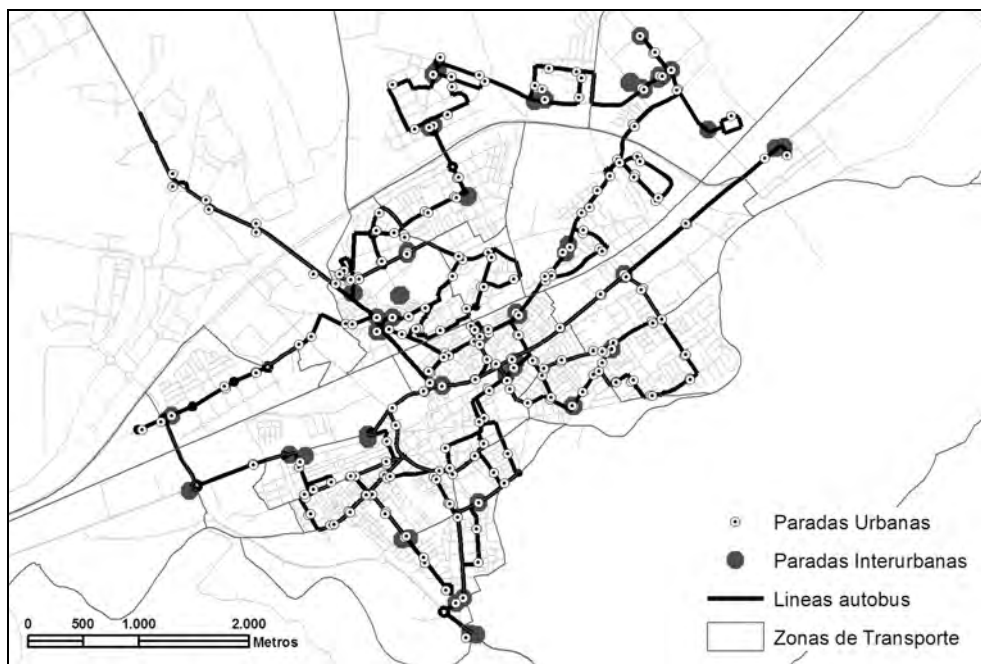 Paradas Urbanas
Paradas Interurbanas
Lineas autobus
Zonas de Transporte
0 500 1.000 2.000
Metros